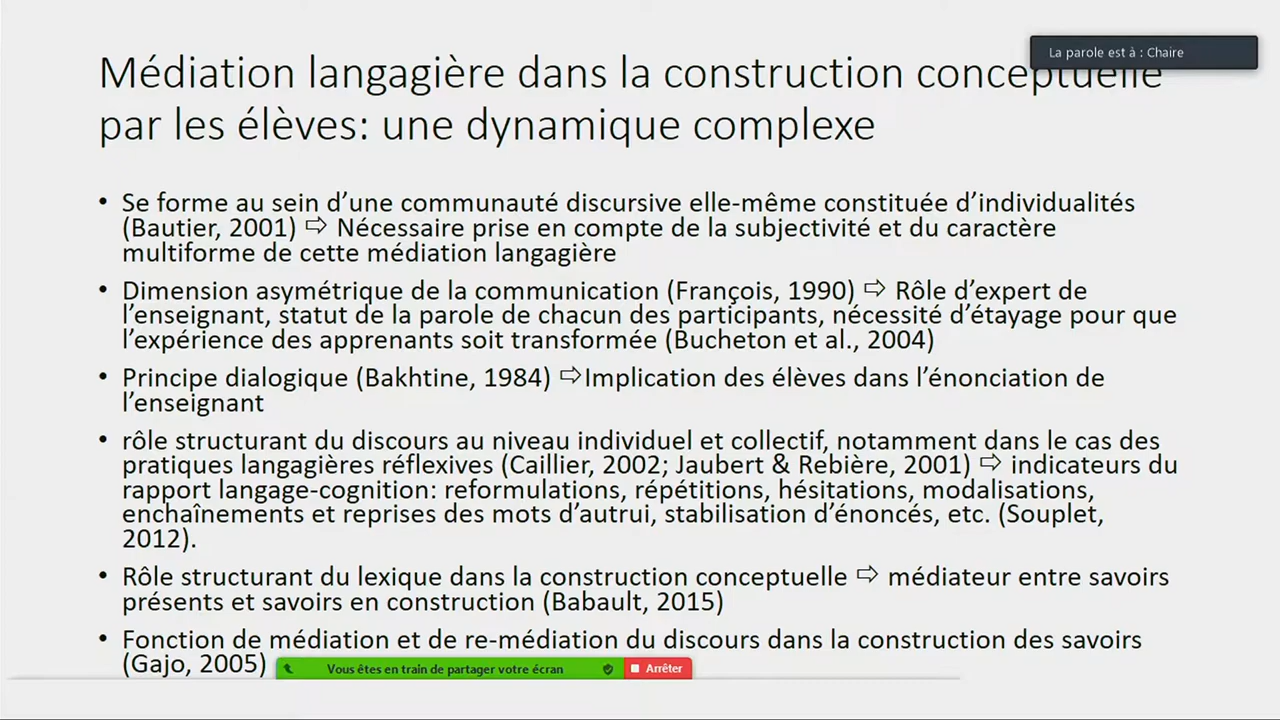 La parole est à : Chaire
Médiation langagière dans la construction conceptuelle
par les élèves: une dynamique complexe
• Se forme au sein d’une communauté discursive elle-même constituée d’individualités
(Bautier, 2001) ⇨ Nécessaire prise en compte de la subjectivité et du caractère
multiforme de cette médiation langagière
• Dimension asymétrique de la communication (François, 1990) ⇨ Rôle d’expert de
l’enseignant, statut de la parole de chacun des participants, nécessité d’étayage pour que
l’expérience des apprenants soit transformée (Bucheton et al., 2004)
• Principe dialogique (Bakhtine, 1984) ⇨Implication des élèves dans l’énonciation de
l’enseignant
• rôle structurant du discours au niveau individuel et collectif, notamment dans le cas des
pratiques langagières réflexives (Caillier, 2002; Jaubert & Rebière, 2001) ⇨ indicateurs du
rapport langage-cognition: reformulations, répétitions, hésitations, modalisations,
enchaînements et reprises des mots d’autrui, stabilisation d’énoncés, etc. (Souplet,
2012).
• Rôle structurant du lexique dans la construction conceptuelle ⇨ médiateur entre savoirs
présents et savoirs en construction (Babault, 2015)
• Fonction de médiation et de re-médiation du discours dans la construction des savoirs
(Gajo, 2005)
Vous êtes en train de partager votre écran
Arrêter